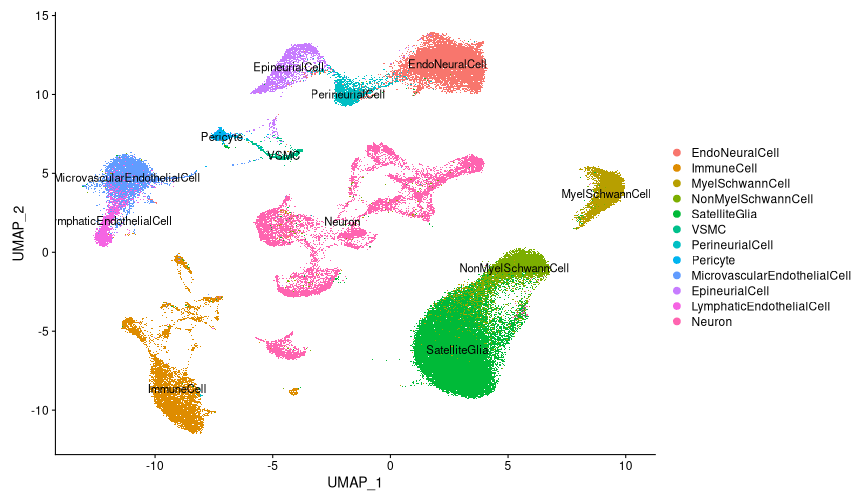 15
10
5
0
-5
-10
UMAP_2
-10
-5
0
5
10
UMAP_1
EpineurialCell
EndoNeuralCell
PerineurialCell
Pericyte
VSMC
MicrovascularEndothelialCell
MyelSchwannCell
mphaticEndothelialCell
Neuron
NonMyelSchwannCell
SatelliteGlia
ImmuneCell
EndoNeuralCell
ImmuneCell
MyelSchwannCell
NonMyelSchwannCell
SatelliteGlia
VSMC
PerineurialCell
Pericyte
MicrovascularEndothelialCell
EpineurialCell
LymphaticEndothelialCell
Neuron